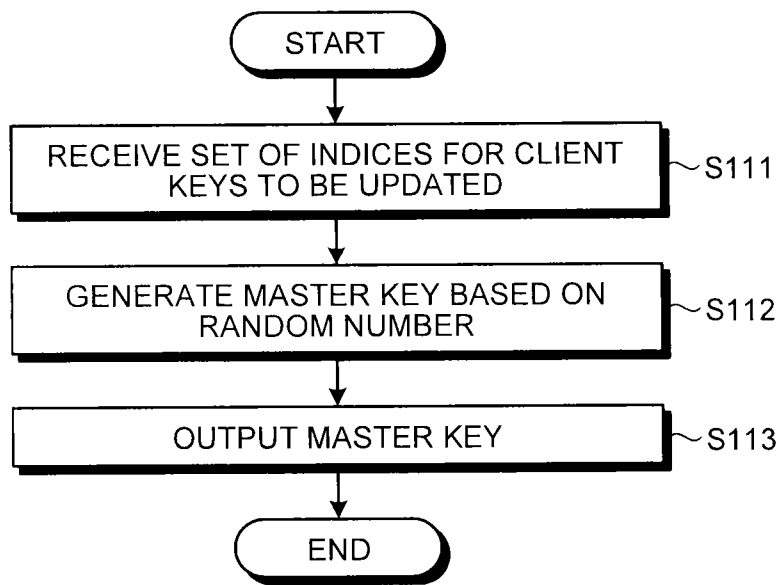 START
RECEIVE SET OF INDICES FOR CLIENT
KEYS TO BE UPDATED
S111
GENERATE MASTER KEY BASED ON
RANDOM NUMBER
S112
OUTPUT MASTER KEY
S113
END